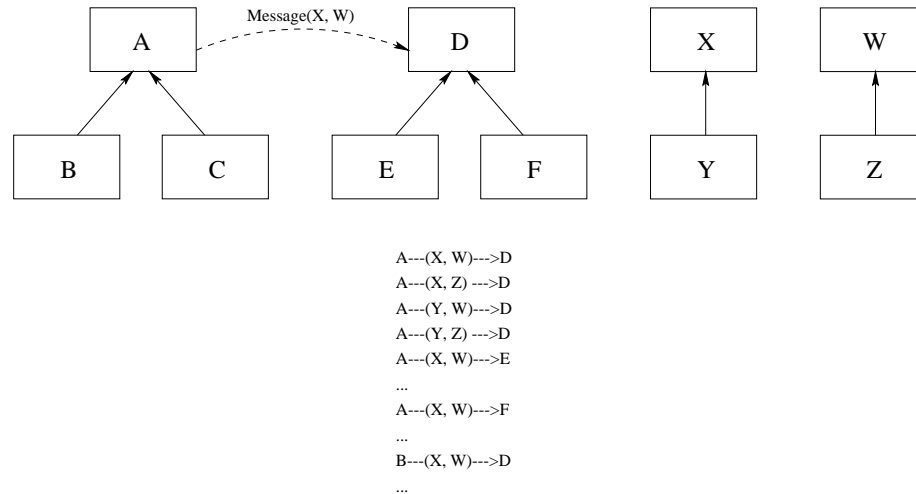 Message(X, W)
A
D
X
W
B
C
E
F
Y
Z
A---(X, W)--->D
A---(X, Z) --->D
A---(Y, W)--->D
A---(Y, Z) --->D
A---(X, W)--->E
...
A---(X, W)--->F
...
B---(X, W)--->D
...